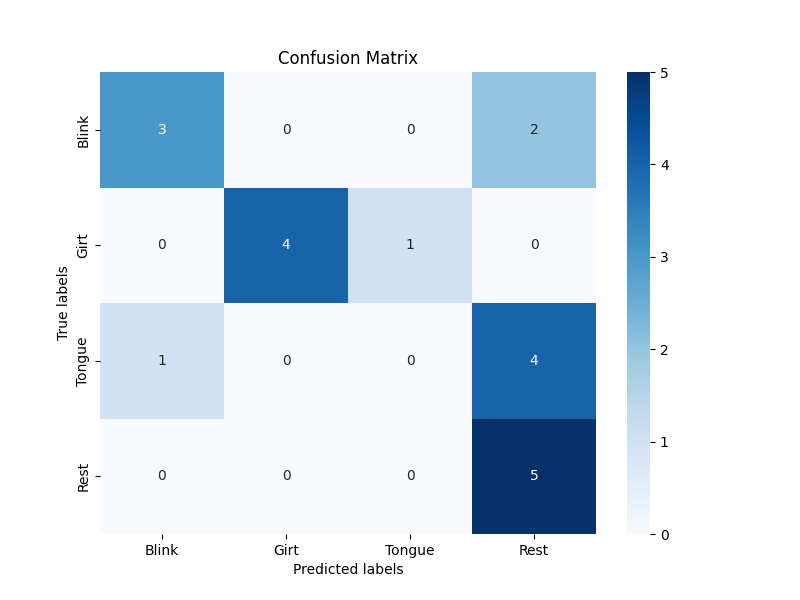 Confusion Matrix
True labels
Blink 3 0 0 2
Girt 0 4 1 0
Tongue 1 0 0 4
Rest 0 0 0 5
Blink Girt Tongue Rest
Predicted labels
5
4
3
2
1
0